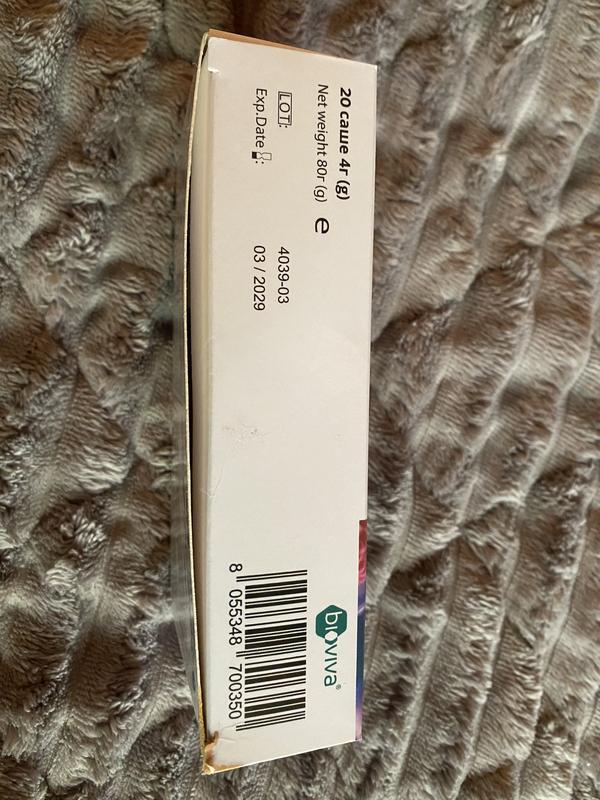 20 саше 4г (g)
Net weight 80г (g) e
LOT: 4039-03
Exp.Date : 03 / 2029
bioviva®
8 055348 700350